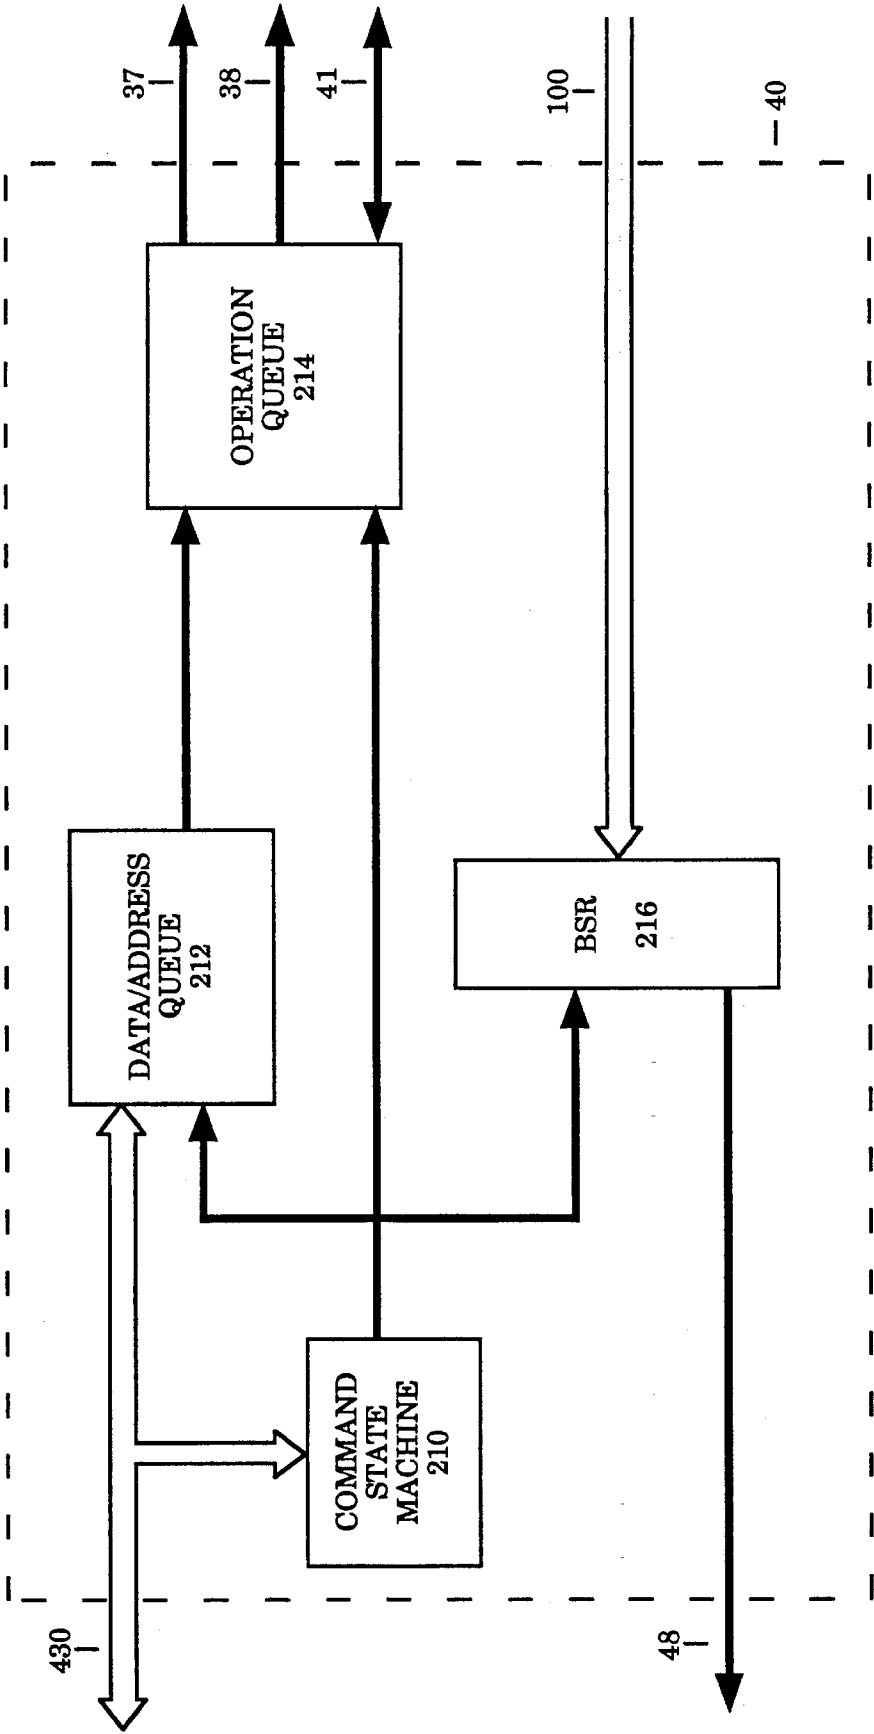 37
38
41
100
40
OPERATION
QUEUE
214
DATA/ADDRESS
QUEUE
212
BSR
216
COMMAND
STATE
MACHINE
210
430
48